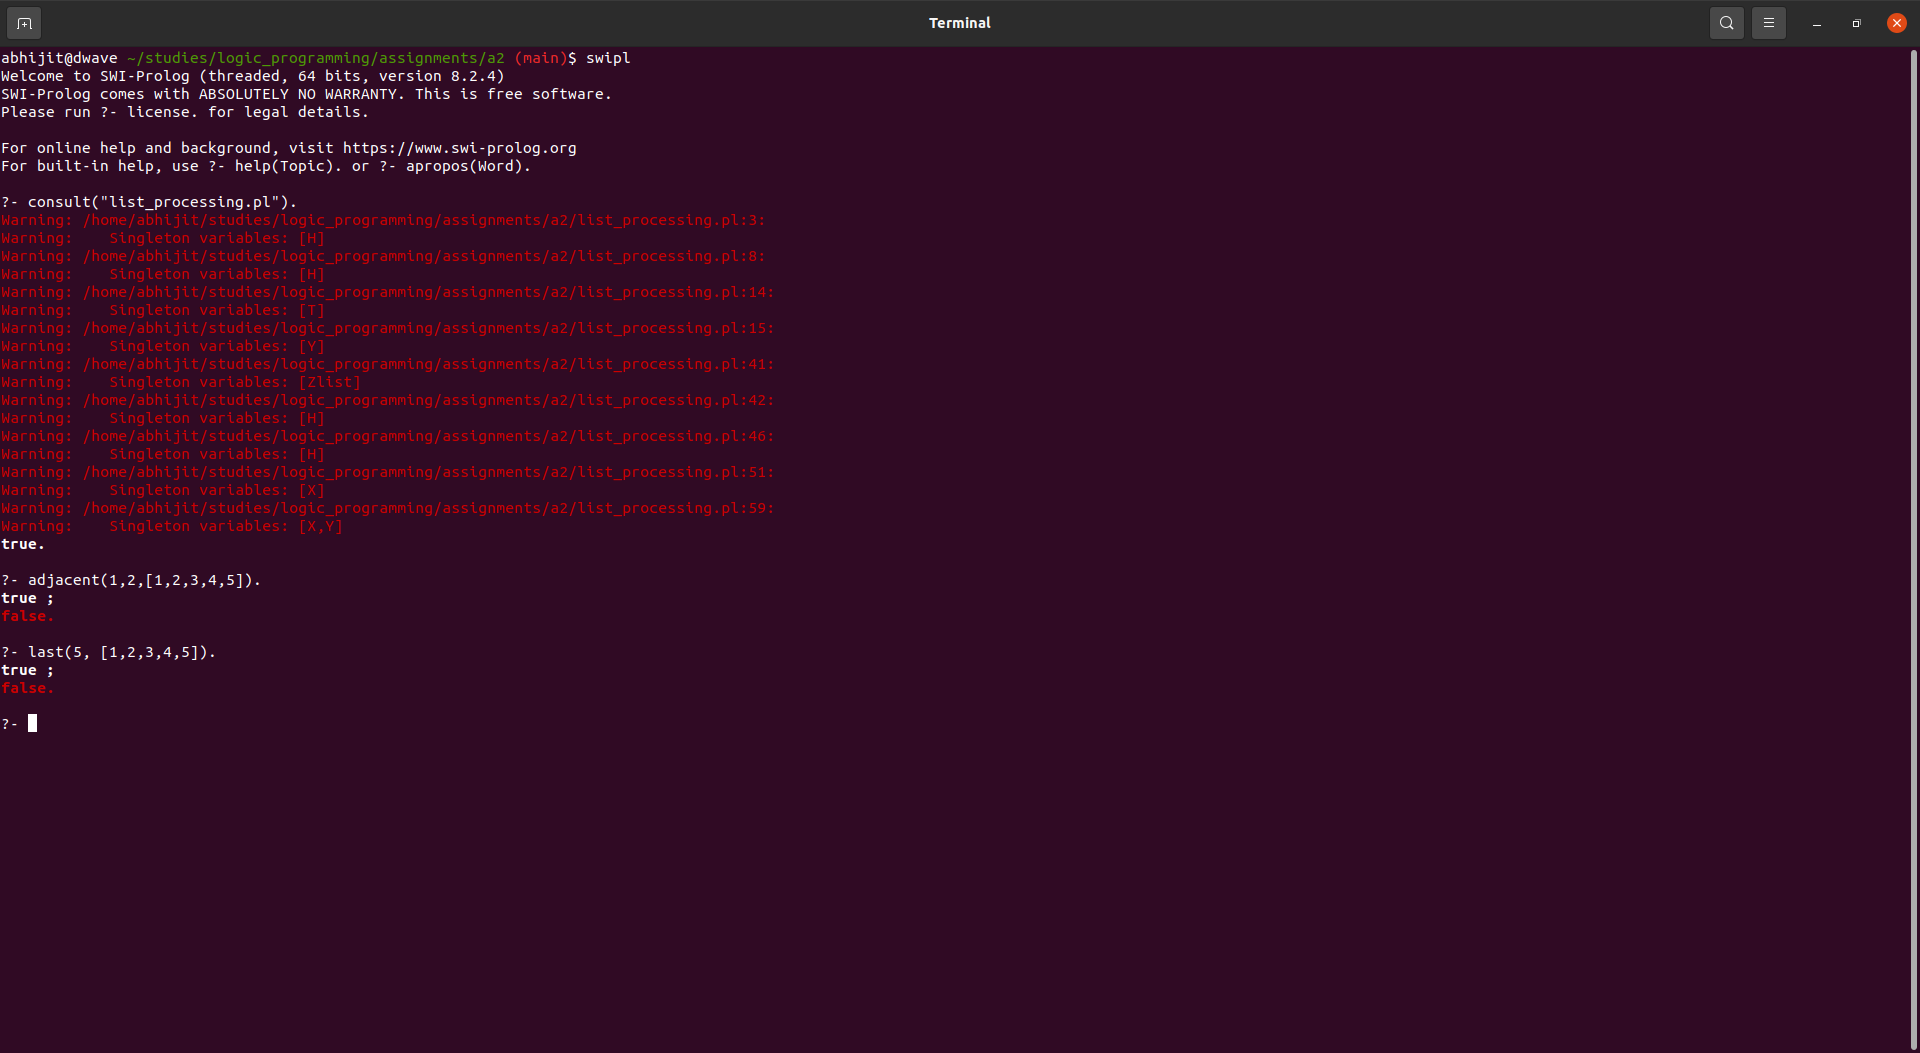 Terminal
abhijit@dwave ~/studies/logic_programming/assignments/a2 (main)$ swipl
Welcome to SWI-Prolog (threaded, 64 bits, version 8.2.4)
SWI-Prolog comes with ABSOLUTELY NO WARRANTY. This is free software.
Please run ?- license. for legal details.
For online help and background, visit https://www.swi-prolog.org
For built-in help, use ?- help(Topic). or ?- apropos(Word).
?- consult("list_processing.pl").
Warning: /home/abhijit/studies/logic_programming/assignments/a2/list_processing.pl:3:
Warning:    Singleton variables: [H]
Warning: /home/abhijit/studies/logic_programming/assignments/a2/list_processing.pl:8:
Warning:    Singleton variables: [H]
Warning: /home/abhijit/studies/logic_programming/assignments/a2/list_processing.pl:14:
Warning:    Singleton variables: [T]
Warning: /home/abhijit/studies/logic_programming/assignments/a2/list_processing.pl:15:
Warning:    Singleton variables: [Y]
Warning: /home/abhijit/studies/logic_programming/assignments/a2/list_processing.pl:41:
Warning:    Singleton variables: [Zlist]
Warning: /home/abhijit/studies/logic_programming/assignments/a2/list_processing.pl:42:
Warning:    Singleton variables: [H]
Warning: /home/abhijit/studies/logic_programming/assignments/a2/list_processing.pl:46:
Warning:    Singleton variables: [H]
Warning: /home/abhijit/studies/logic_programming/assignments/a2/list_processing.pl:51:
Warning:    Singleton variables: [X]
Warning: /home/abhijit/studies/logic_programming/assignments/a2/list_processing.pl:59:
Warning:    Singleton variables: [X,Y]
true.
?- adjacent(1,2,[1,2,3,4,5]).
true ;
false.
?- last(5, [1,2,3,4,5]).
true ;
false.
?-